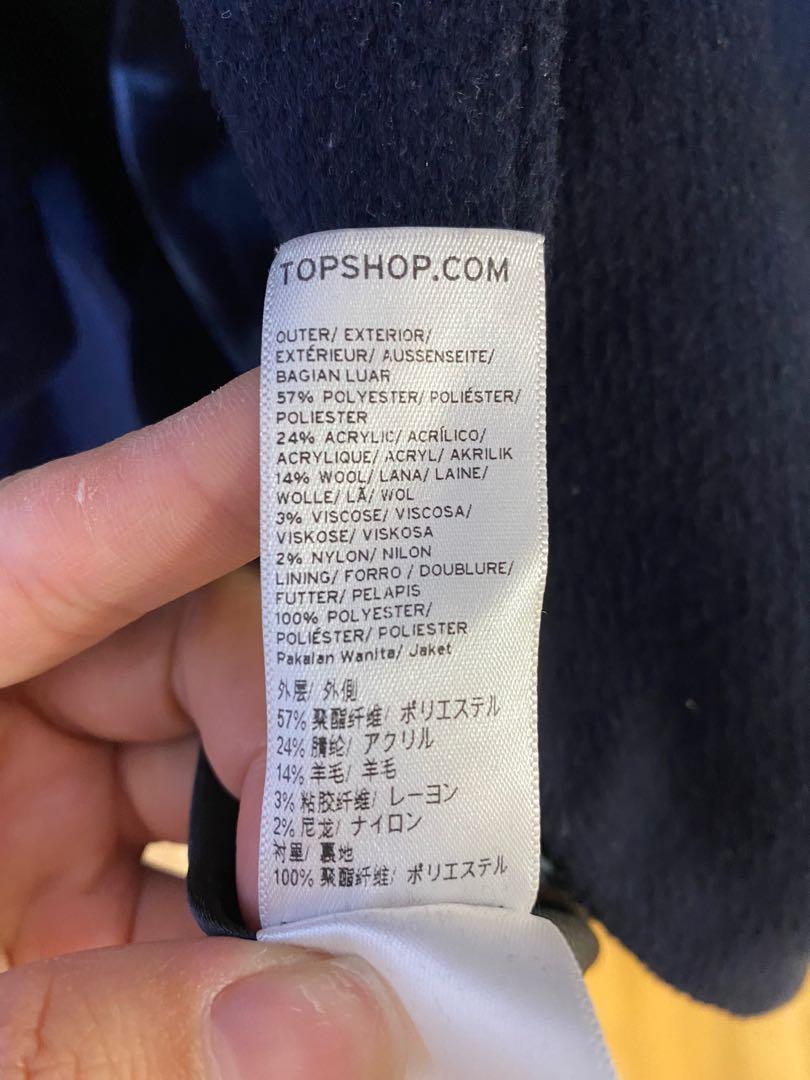 TOPSHOP.COM
OUTER/ EXTERIOR/
EXTÉRIEUR/ AUSSENSEITE/
BAGIAN LUAR
57% POLYESTER/ POLIÉSTER/
POLIESTER
24% ACRYLIC/ ACRÍLICO/
ACRYLIQUE/ ACRYL/ AKRILIK
14% WOOL/ LANA/ LAINE/
WOLLE/ LÃ/ WOL
3% VISCOSE/ VISCOSA/
VISKOSE/ VISKOSA
2% NYLON/ NILON
LINING/ FORRO / DOUBLURE/
FUTTER/ PELAPIS
100% POLYESTER/
POLIÉSTER/ POLIESTER
Pakaian Wanita/ Jaket
外层/ 外側
57% 聚酯纤维/ ポリエステル
24% 腈纶/ アクリル
14% 羊毛/ 羊毛
3% 粘胶纤维/ レーヨン
2% 尼龙/ ナイロン
衬里/ 裏地
100% 聚酯纤维/ ポリエステル